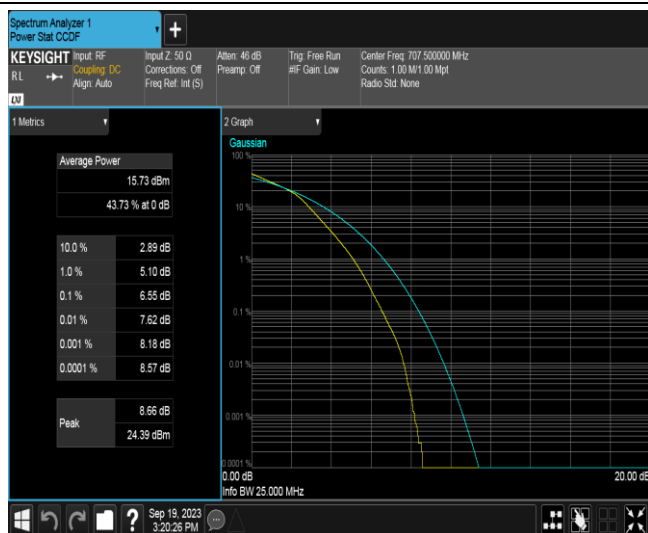 Spectrum Analyzer 1
Power Stat CCDF
+
KEYSIGHT
RL
LXI
Input: RF
Coupling: DC
Align: Auto
Input Z: 50 Ω
Corrections: Off
Freq Ref: Int (S)
Atten: 46 dB
Preamp: Off
Trig: Free Run
#IF Gain: Low
Center Freq: 707.500000 MHz
Counts: 1.00 M/1.00 Mpt
Radio Std: None
1 Metrics
Average Power
15.73 dBm
43.73 % at 0 dB
10.0 % 2.89 dB
1.0 % 5.10 dB
0.1 % 6.55 dB
0.01 % 7.62 dB
0.001 % 8.18 dB
0.0001 % 8.57 dB
Peak 8.66 dB
24.39 dBm
2 Graph
Gaussian
100 %
10 %
1 %
0.1 %
0.01 %
0.001 %
0.0001 %
0.00 dB 20.00 dB
Info BW 25.000 MHz
?
Sep 19, 2023
3:20:26 PM